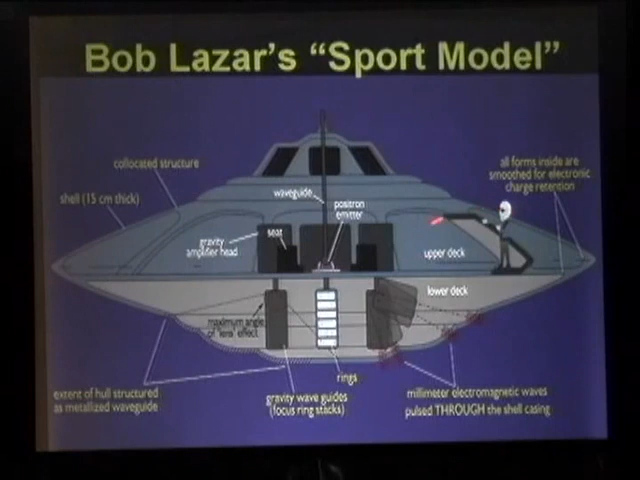 Bob Lazar's "Sport Model"
collocated structure
all forms inside are
smoothed for electronic
charge retention
shell (15 cm thick)
waveguide
positron
emitter
seat
gravity
amplifier head
upper deck
lower deck
maximum angle
of 'lens' effect
rings
extent of hull structured
as metallized waveguide
gravity wave guides
(focus ring stacks)
millimeter electromagnetic waves
pulsed THROUGH the shell casing